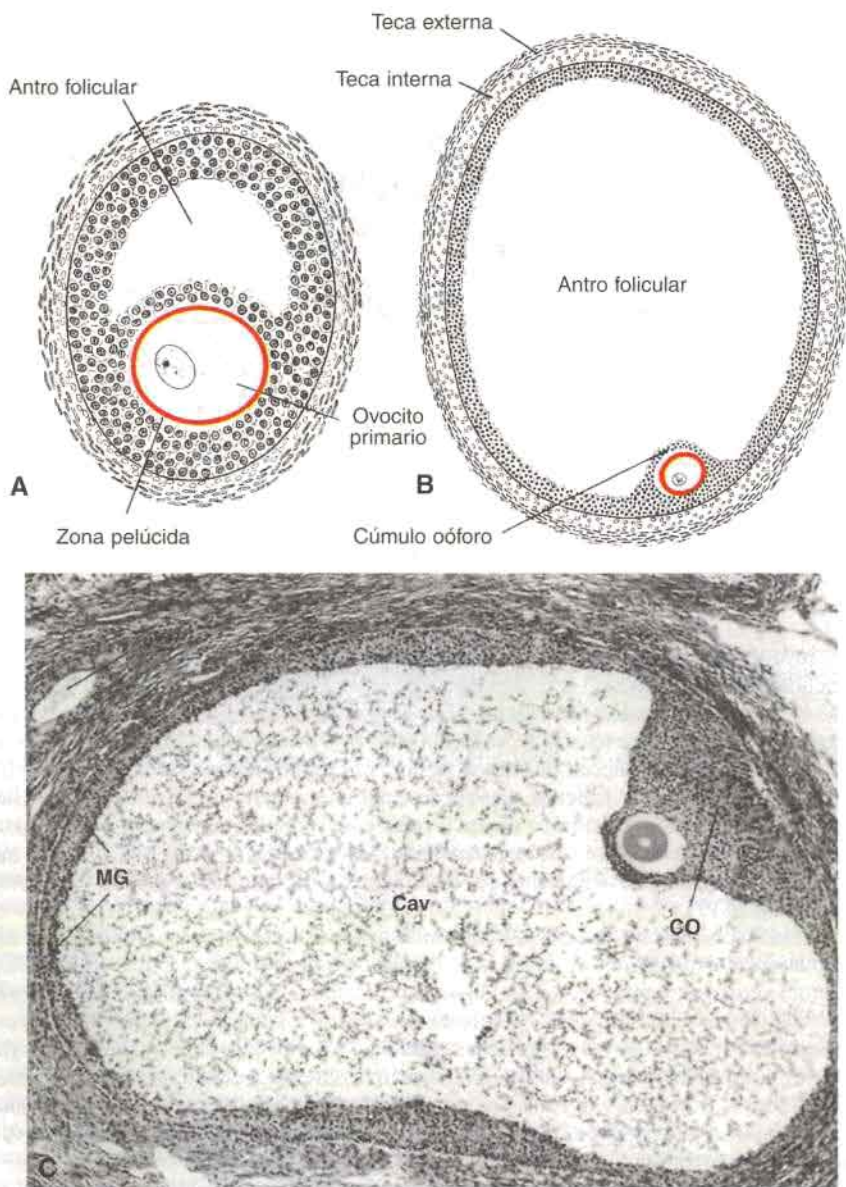 Teca externa
Teca interna
Antro folicular
Antro folicular
Ovocito
primario
A
B
Zona pelúcida
Cúmulo oóforo
MG
Cav
CO
C